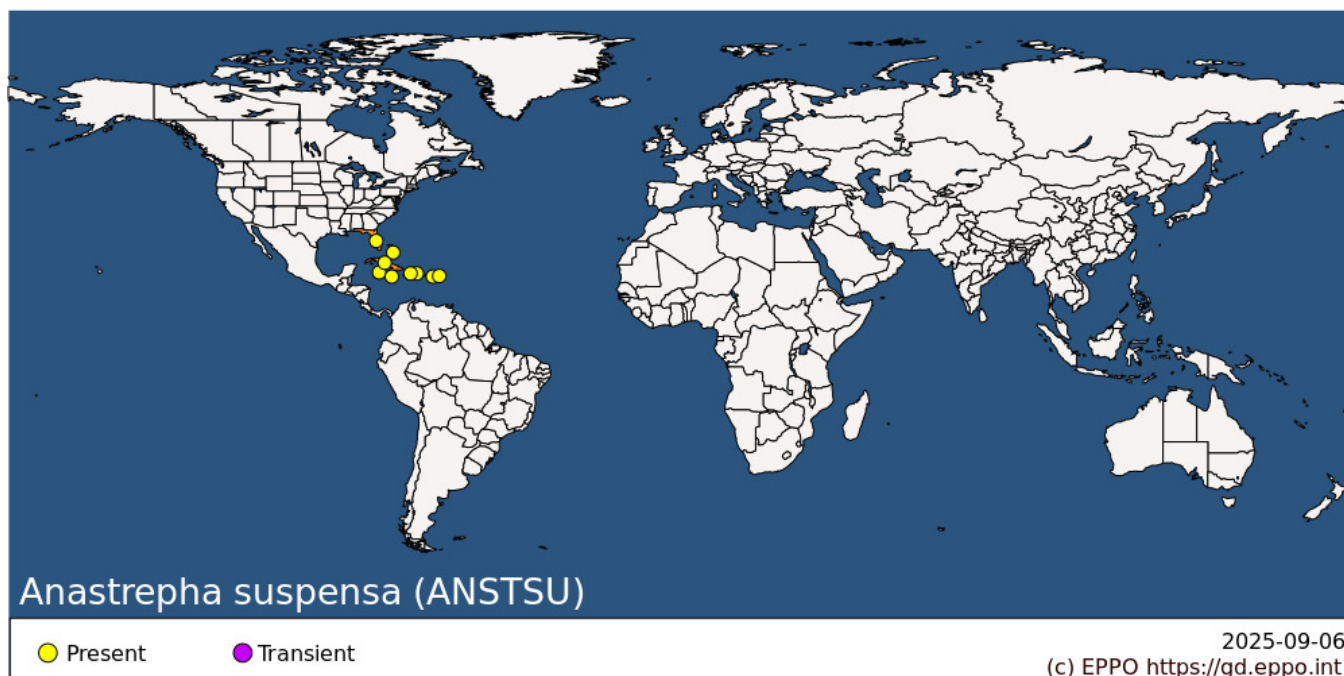 Anastrepha suspensa (ANSTSU)
Present
Transient
2025-09-06
(c) EPPO https://gd.eppo.int